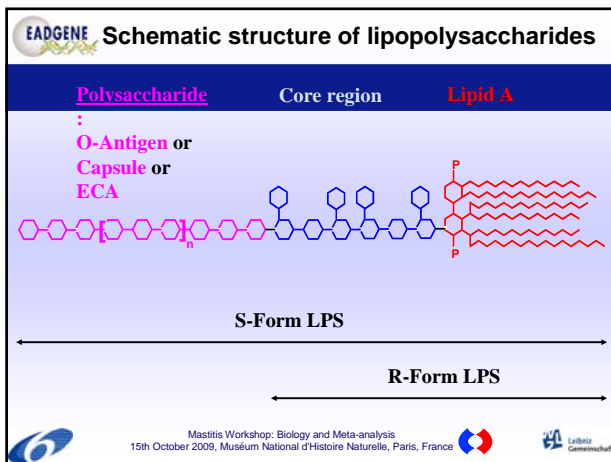 EADGENE Schematic structure of lipopolysaccharides
Polysaccharide Core region Lipid A
:
O-Antigen or
Capsule or
ECA
P
n
P
S-Form LPS
R-Form LPS
Mastitis Workshop: Biology and Meta-analysis
15th October 2009, Muséum National d'Histoire Naturelle, Paris, France
6
Leibniz
Gemeinschaft